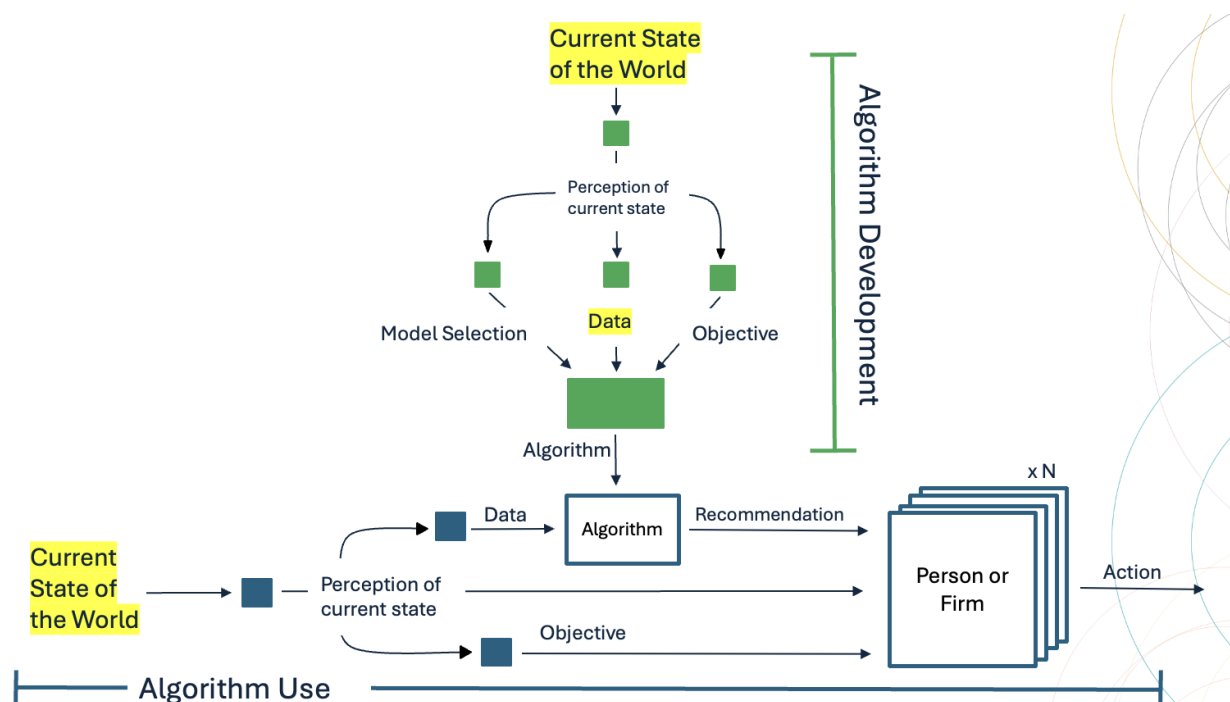 Current State
of the World
Algorithm Development
Perception of
current state
Model Selection
Data
Objective
Algorithm
x N
Data
Algorithm
Recommendation
Current
State of
the World
Perception of
current state
Person or
Firm
Action
Objective
Algorithm Use